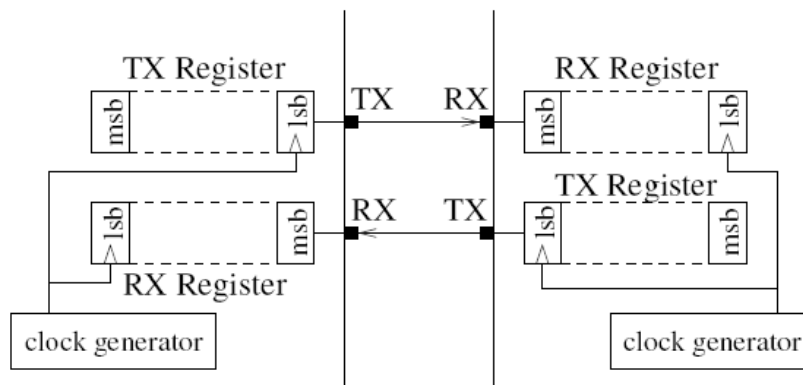 TX Register
RX Register
msb
lsb
TX
RX
msb
lsb
TX Register
lsb
msb
RX
TX
lsb
msb
RX Register
clock generator
clock generator